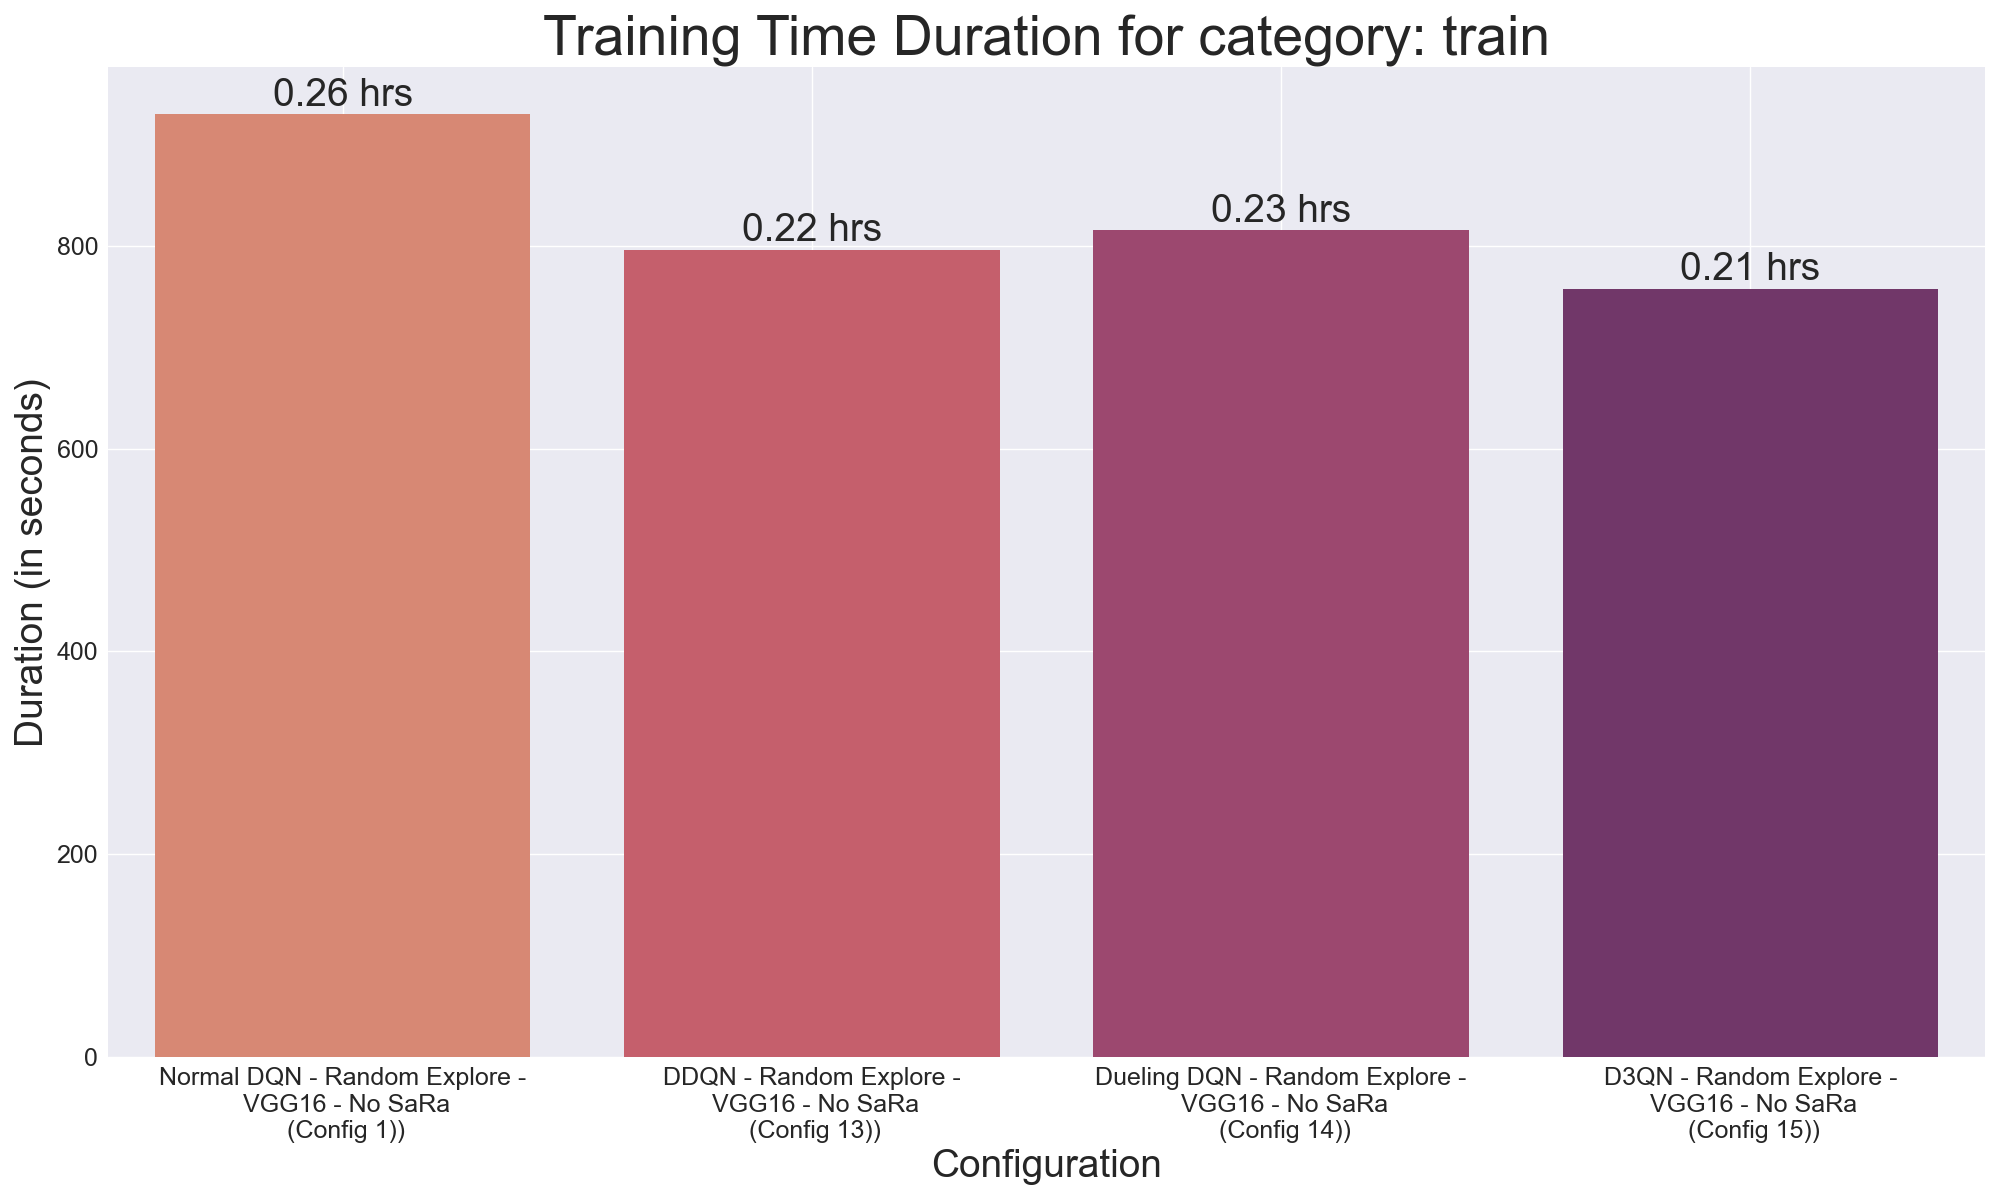 Training Time Duration for category: train
0.26 hrs
0.22 hrs
0.23 hrs
0.21 hrs
Duration (in seconds)
800
600
400
200
0
Normal DQN - Random Explore -
VGG16 - No SaRa
(Config 1))
DDQN - Random Explore -
VGG16 - No SaRa
(Config 13))
Dueling DQN - Random Explore -
VGG16 - No SaRa
(Config 14))
D3QN - Random Explore -
VGG16 - No SaRa
(Config 15))
Configuration